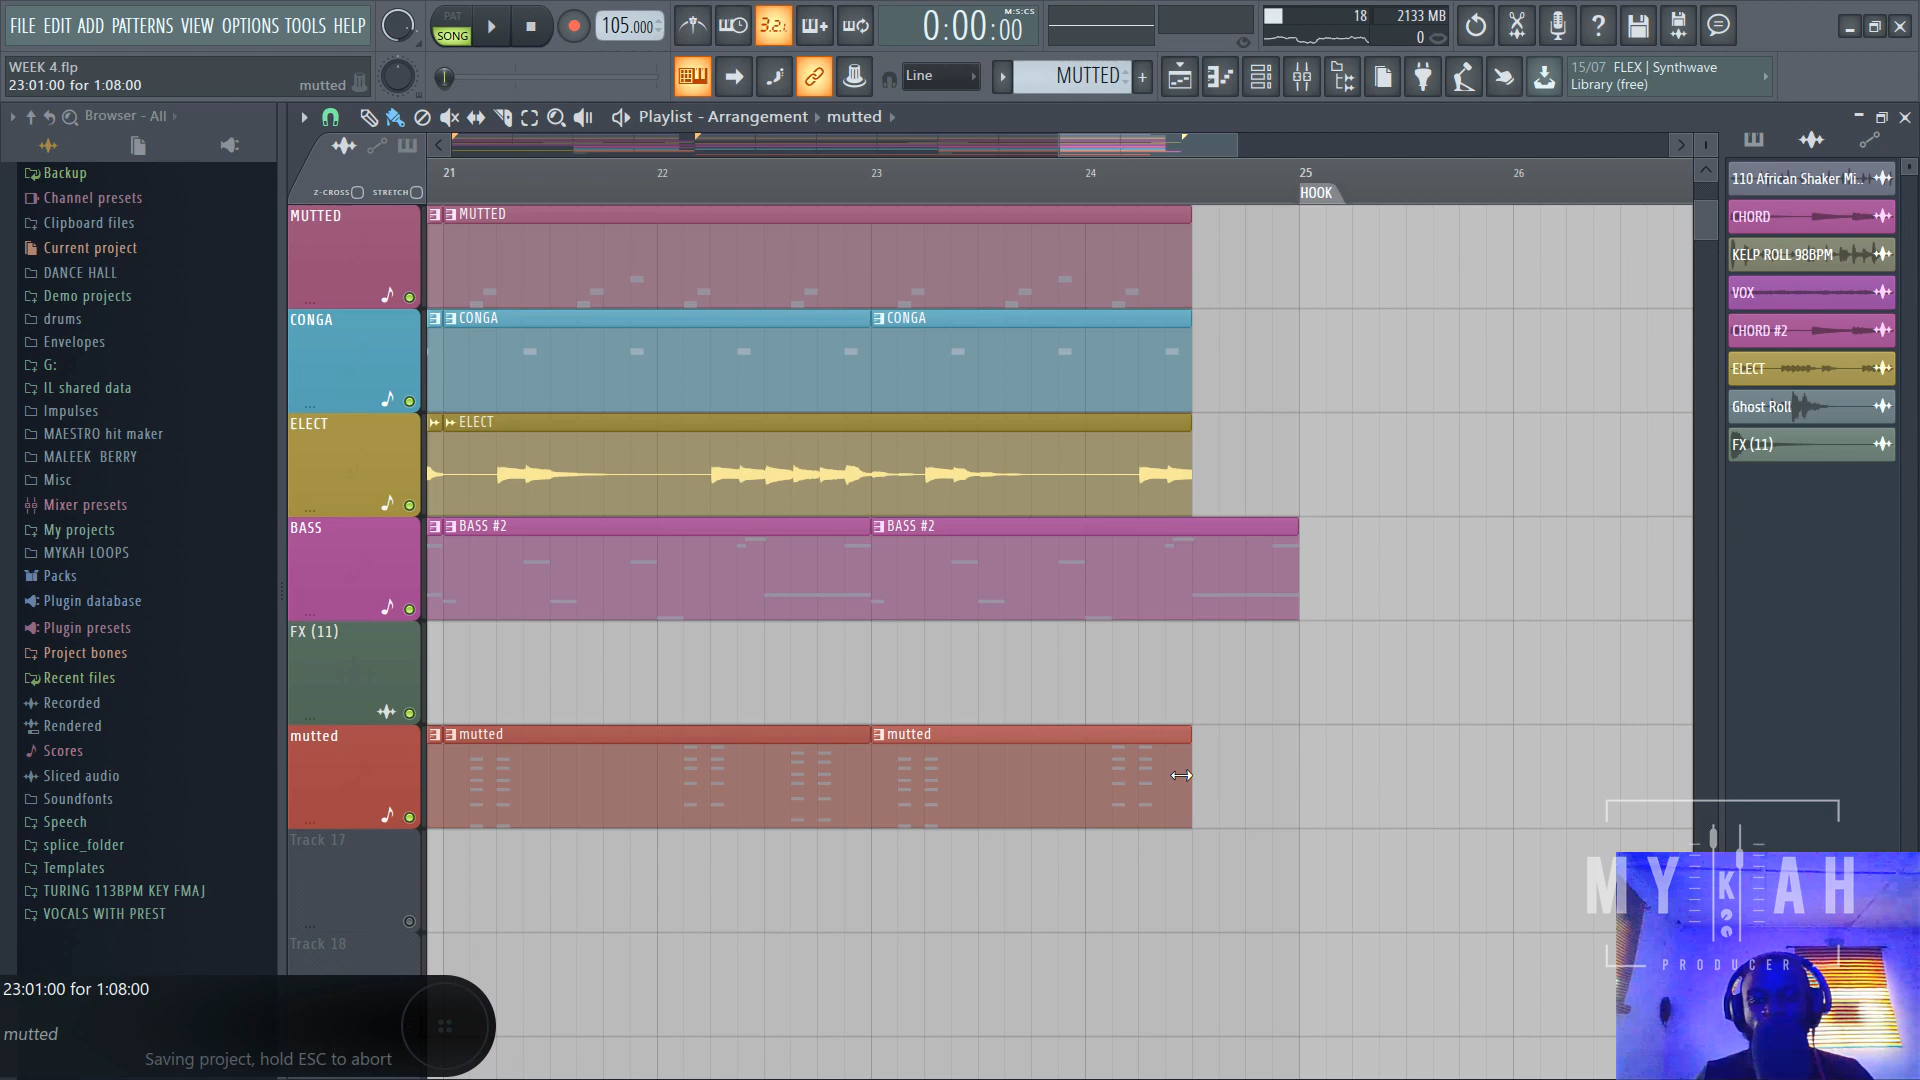 FILE EDIT ADD PATTERNS VIEW OPTIONS TOOLS HELP
PAT
SONG
105.000
3.2.
0:00:00
M:S:CS
18
2133 MB
0
WEEK 4.flp
23:01:00 for 1:08:00
mutted
Line
MUTTED
15/07 FLEX | Synthwave
Library (free)
Browser - All
Playlist - Arrangement › mutted
Z-CROSS
STRETCH
21
22
23
24
25
26
HOOK
Backup
Channel presets
Clipboard files
Current project
DANCE HALL
Demo projects
drums
Envelopes
G:
IL shared data
Impulses
MAESTRO hit maker
MALEEK BERRY
Misc
Mixer presets
My projects
MYKAH LOOPS
Packs
Plugin database
Plugin presets
Project bones
Recent files
Recorded
Rendered
Scores
Sliced audio
Soundfonts
Speech
splice_folder
Templates
TURING 113BPM KEY FMAJ
VOCALS WITH PREST
MUTTED
MUTTED
CONGA
CONGA
CONGA
ELECT
ELECT
BASS
BASS #2
BASS #2
FX (11)
mutted
mutted
mutted
Track 17
Track 18
110 African Shaker Mi..
CHORD
KELP ROLL 98BPM
VOX
CHORD #2
ELECT
Ghost Roll
FX (11)
23:01:00 for 1:08:00
mutted
Saving project, hold ESC to abort
MYKAH
PRODUCER